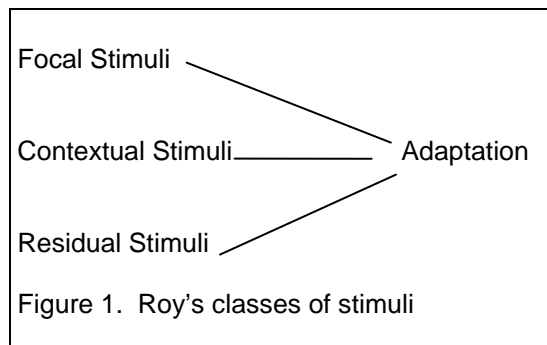 Focal Stimuli
Contextual Stimuli Adaptation
Residual Stimuli
Figure 1. Roy's classes of stimuli